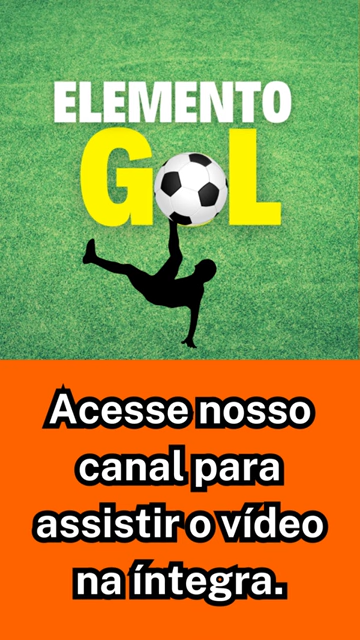 ELEMENTO
GOL
Acesse nosso
canal para
assistir o vídeo
na íntegra.